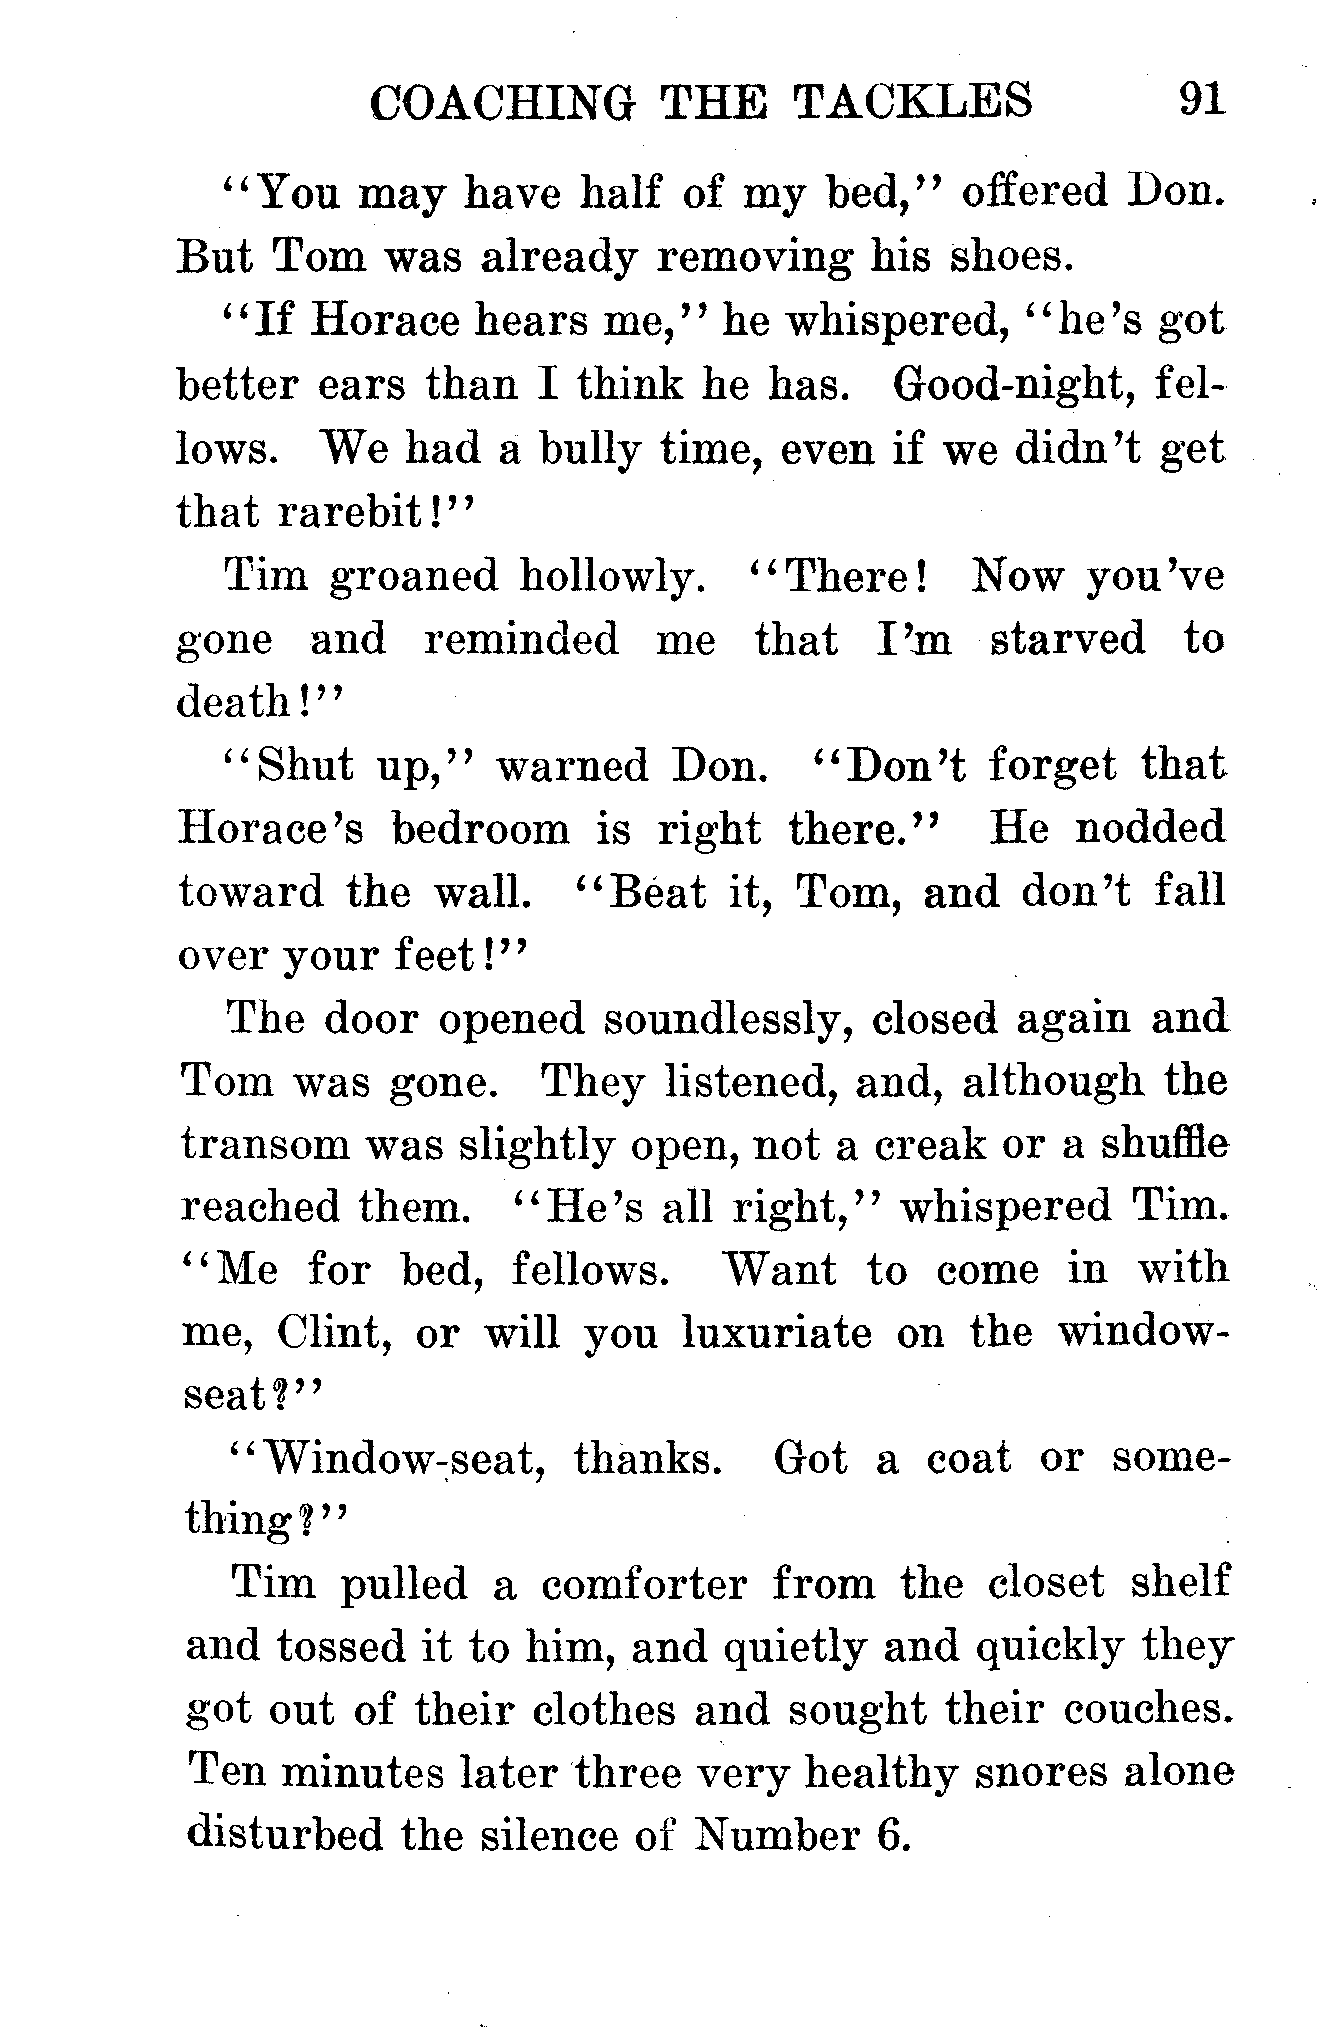 COACHING THE TACKLES 91
"You may have half of my bed," offered Don.
But Tom was already removing his shoes.
"If Horace hears me," he whispered, "he's got
better ears than I think he has. Good-night, fel-
lows. We had a bully time, even if we didn't get
that rarebit!"
Tim groaned hollowly. "There! Now you've
gone and reminded me that I'm starved to
death!"
"Shut up," warned Don. "Don't forget that
Horace's bedroom is right there." He nodded
toward the wall. "Beat it, Tom, and don't fall
over your feet!"
The door opened soundlessly, closed again and
Tom was gone. They listened, and, although the
transom was slightly open, not a creak or a shuffle
reached them. "He's all right," whispered Tim.
"Me for bed, fellows. Want to come in with
me, Clint, or will you luxuriate on the window-
seat?"
"Window-seat, thanks. Got a coat or some-
thing?"
Tim pulled a comforter from the closet shelf
and tossed it to him, and quietly and quickly they
got out of their clothes and sought their couches.
Ten minutes later three very healthy snores alone
disturbed the silence of Number 6.